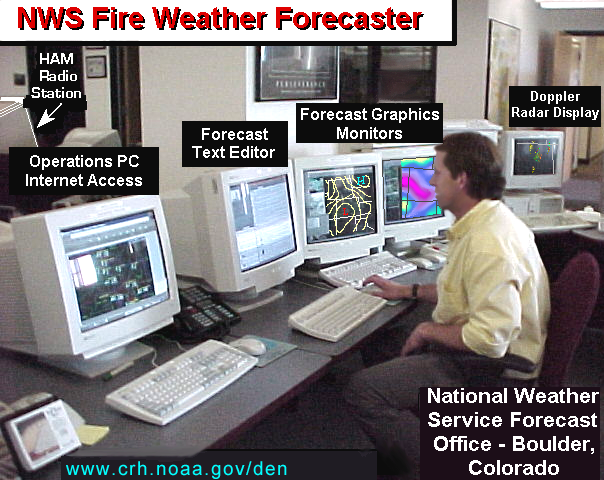 NWS Fire Weather Forecaster
HAM
Radio
Station
Operations PC
Internet Access
Forecast
Text Editor
Forecast Graphics
Monitors
Doppler
Radar Display
PERSEVERANCE
National Weather
Service Forecast
Office - Boulder,
Colorado
www.crh.noaa.gov/den